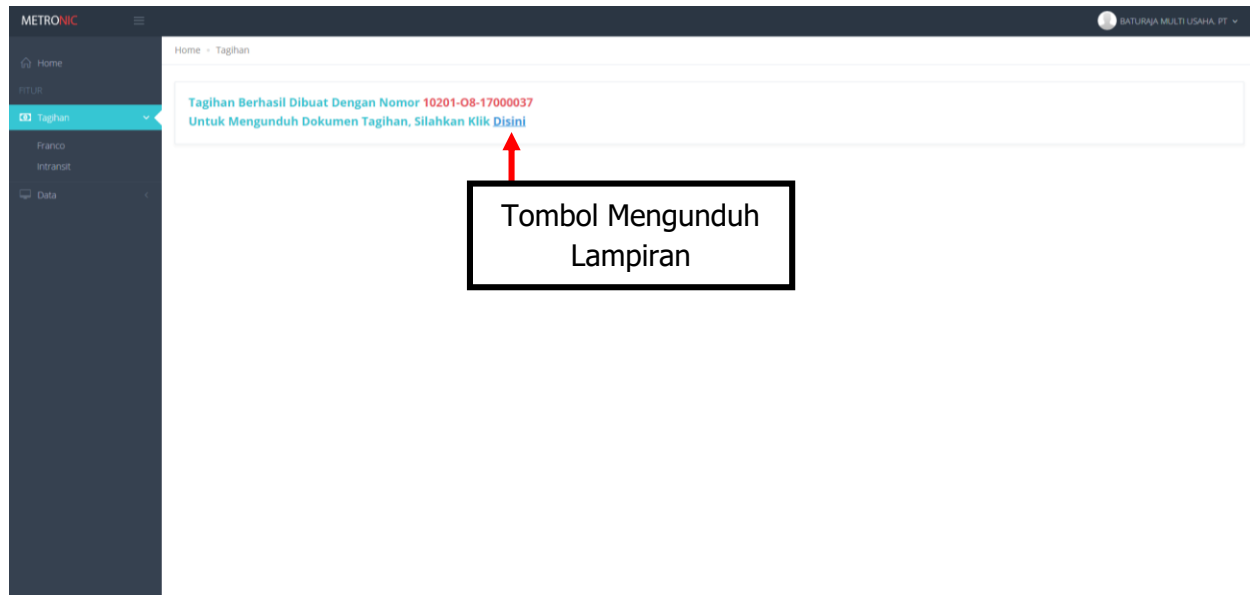 METRONIC
BATURAJA MULTI USAHA. PT
Home
FITUR
Tagihan
Franco
Intransit
Data
Home - Tagihan
Tagihan Berhasil Dibuat Dengan Nomor 10201-O8-17000037
Untuk Mengunduh Dokumen Tagihan, Silahkan Klik Disini
Tombol Mengunduh
Lampiran